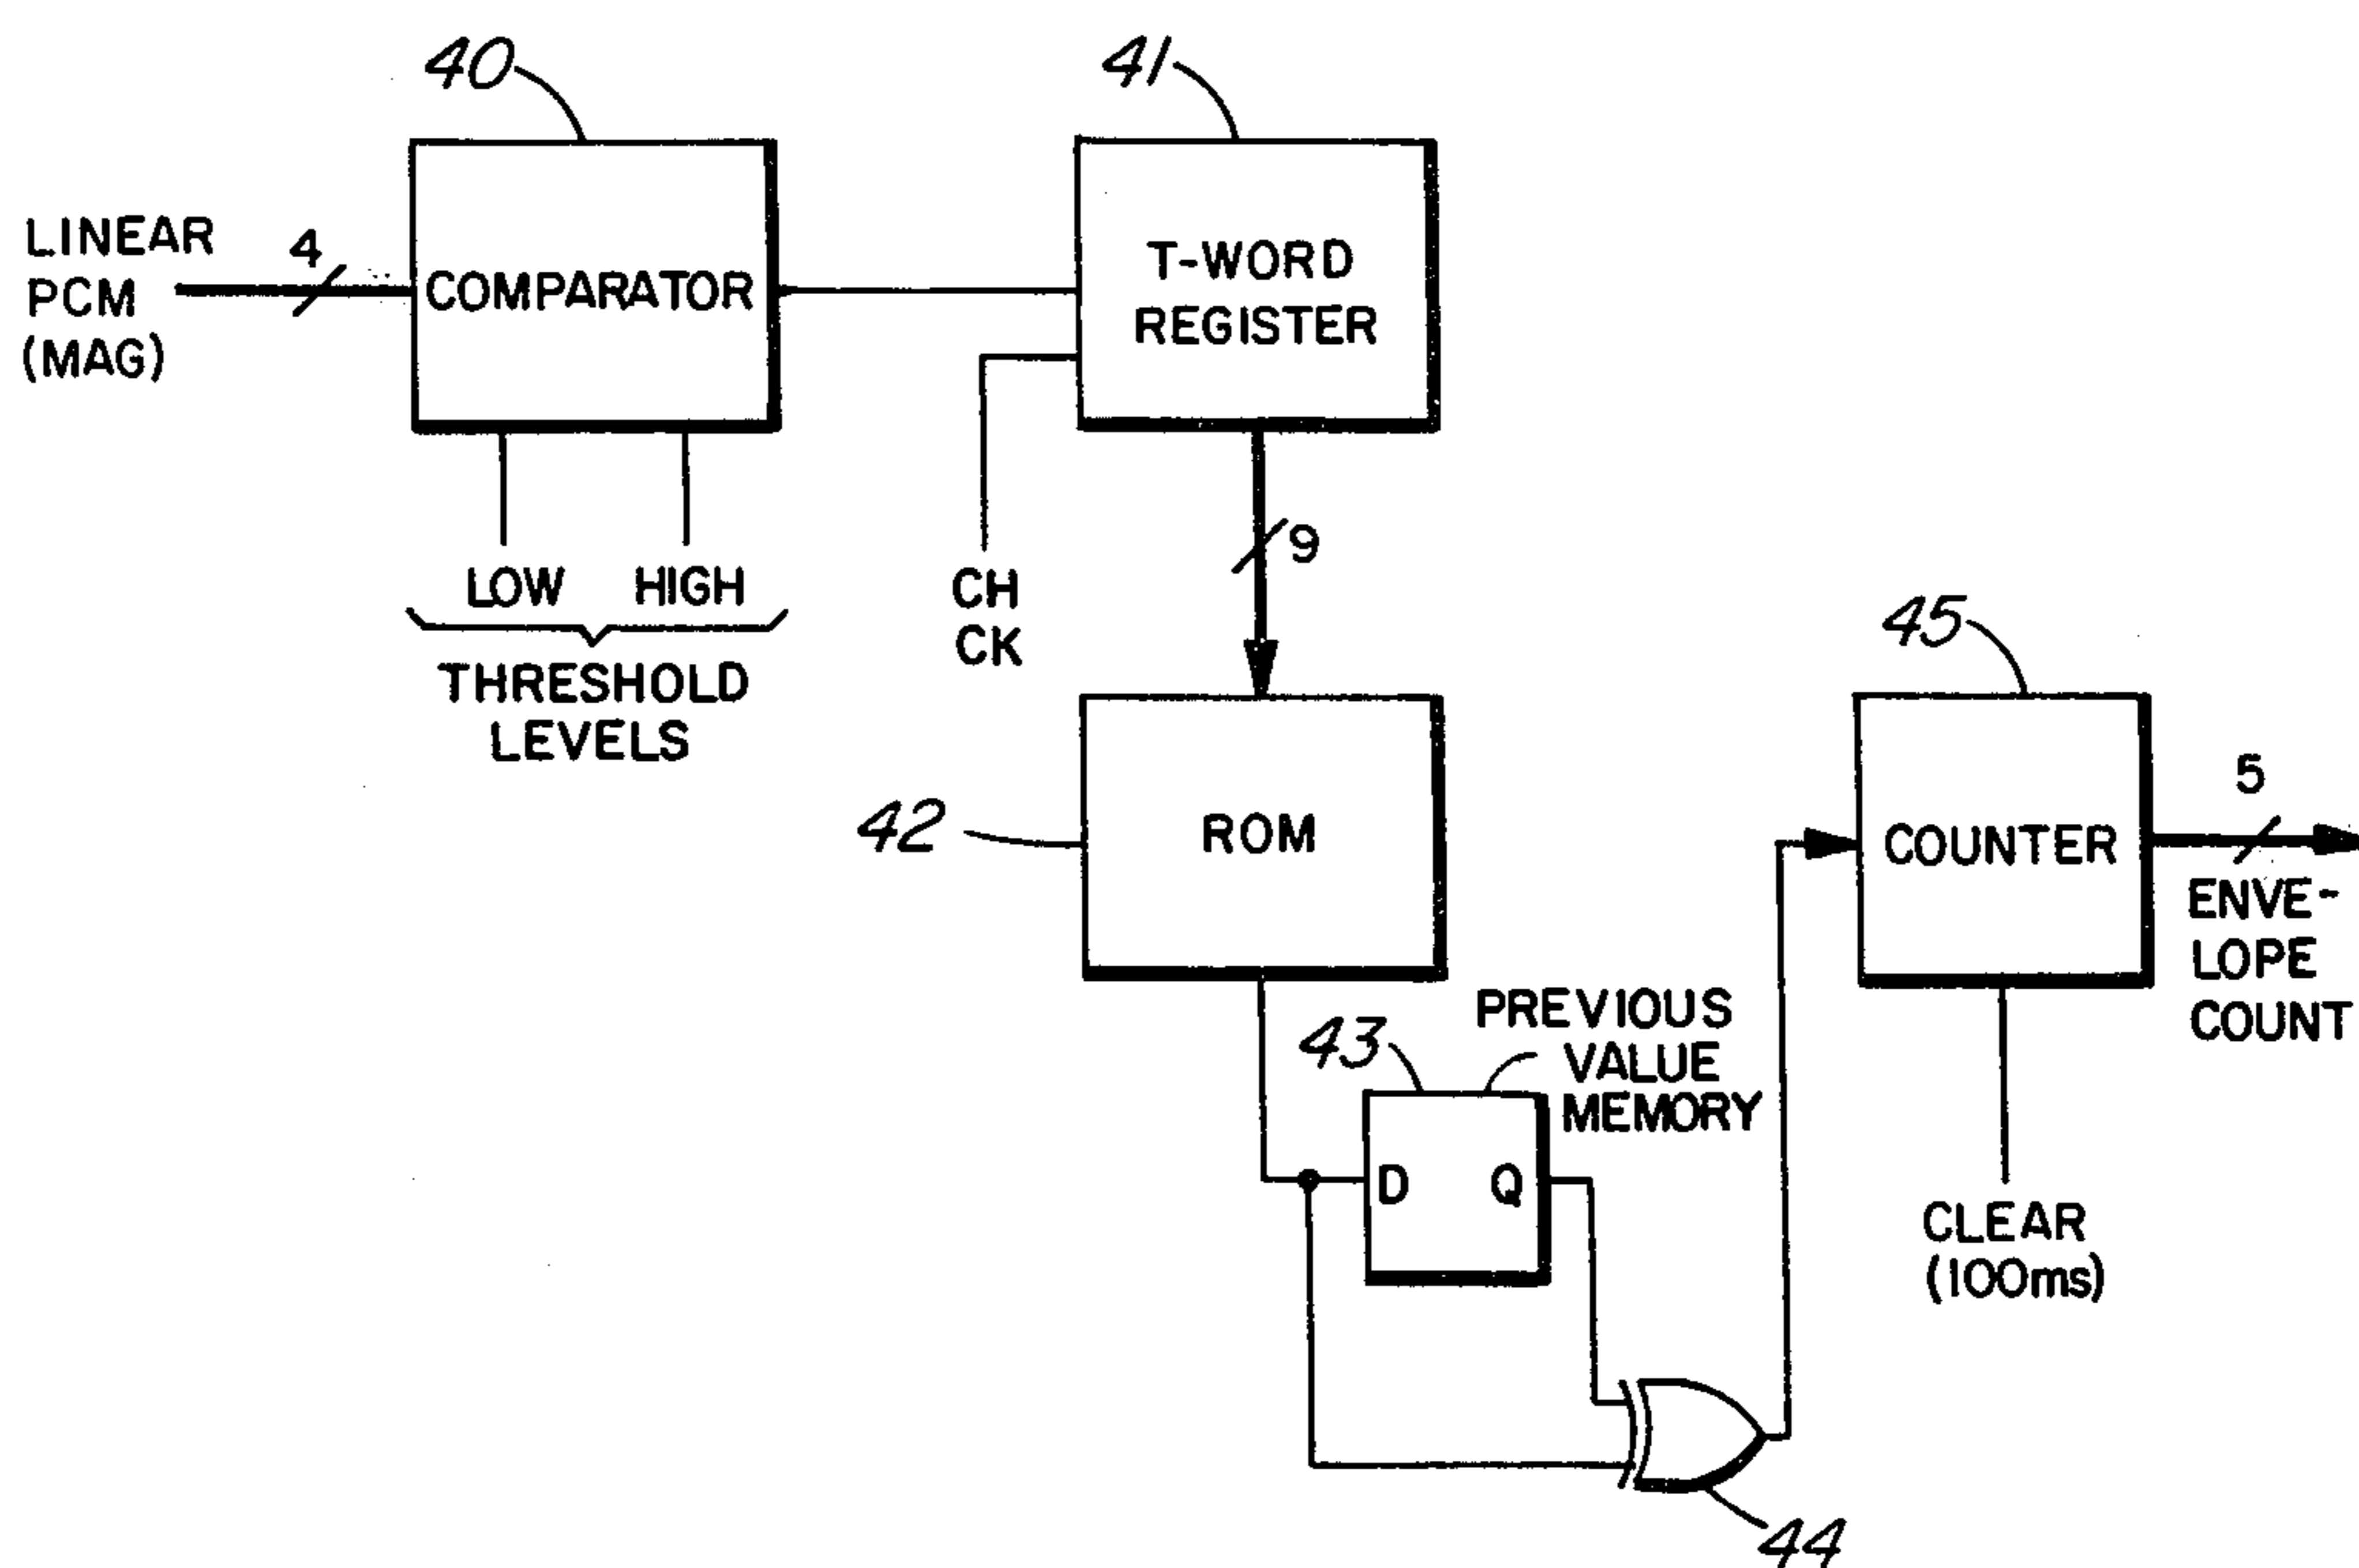 40
41
LINEAR
PCM
(MAG)
4
COMPARATOR
T-WORD
REGISTER
LOW HIGH
THRESHOLD
LEVELS
CH
CK
9
42
ROM
45
COUNTER
5
ENVE-
LOPE
COUNT
43
PREVIOUS
VALUE
MEMORY
D Q
CLEAR
(100ms)
44